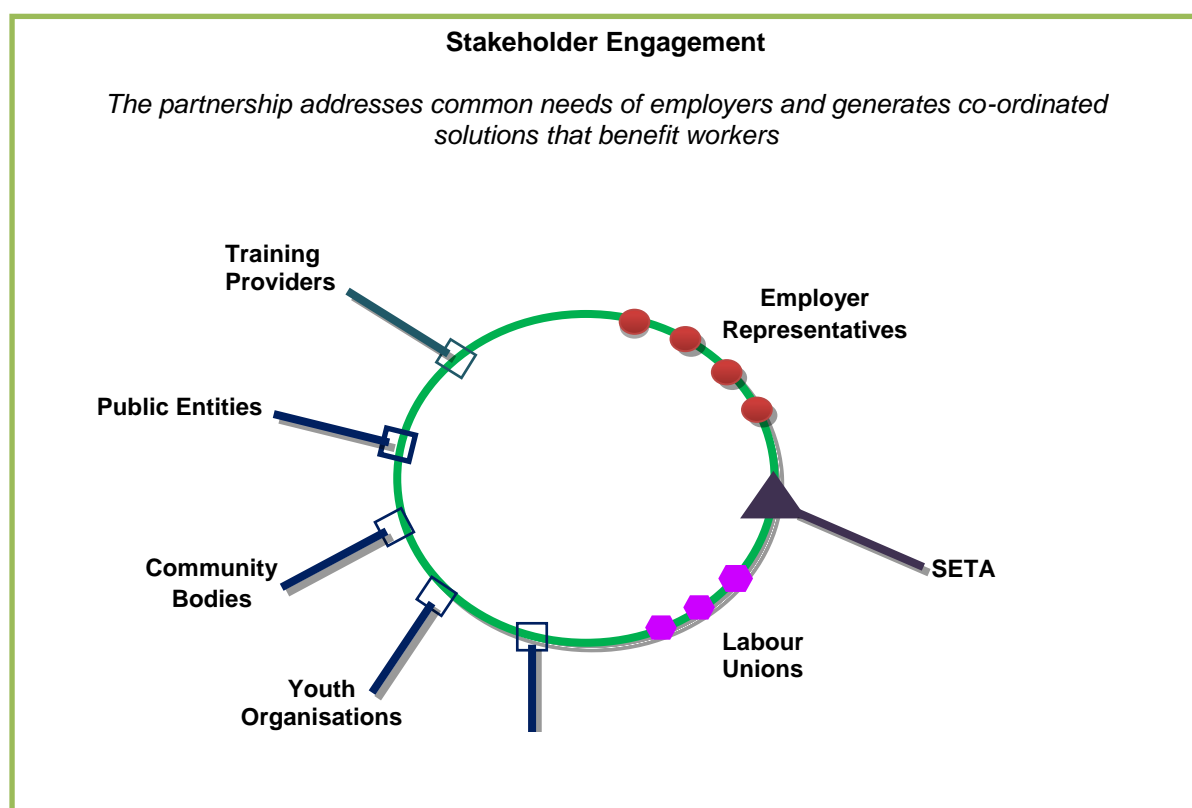 Stakeholder Engagement
The partnership addresses common needs of employers and generates co-ordinated
solutions that benefit workers
Training
Providers
Employer
Representatives
Public Entities
Community
Bodies
SETA
Labour
Unions
Youth
Organisations